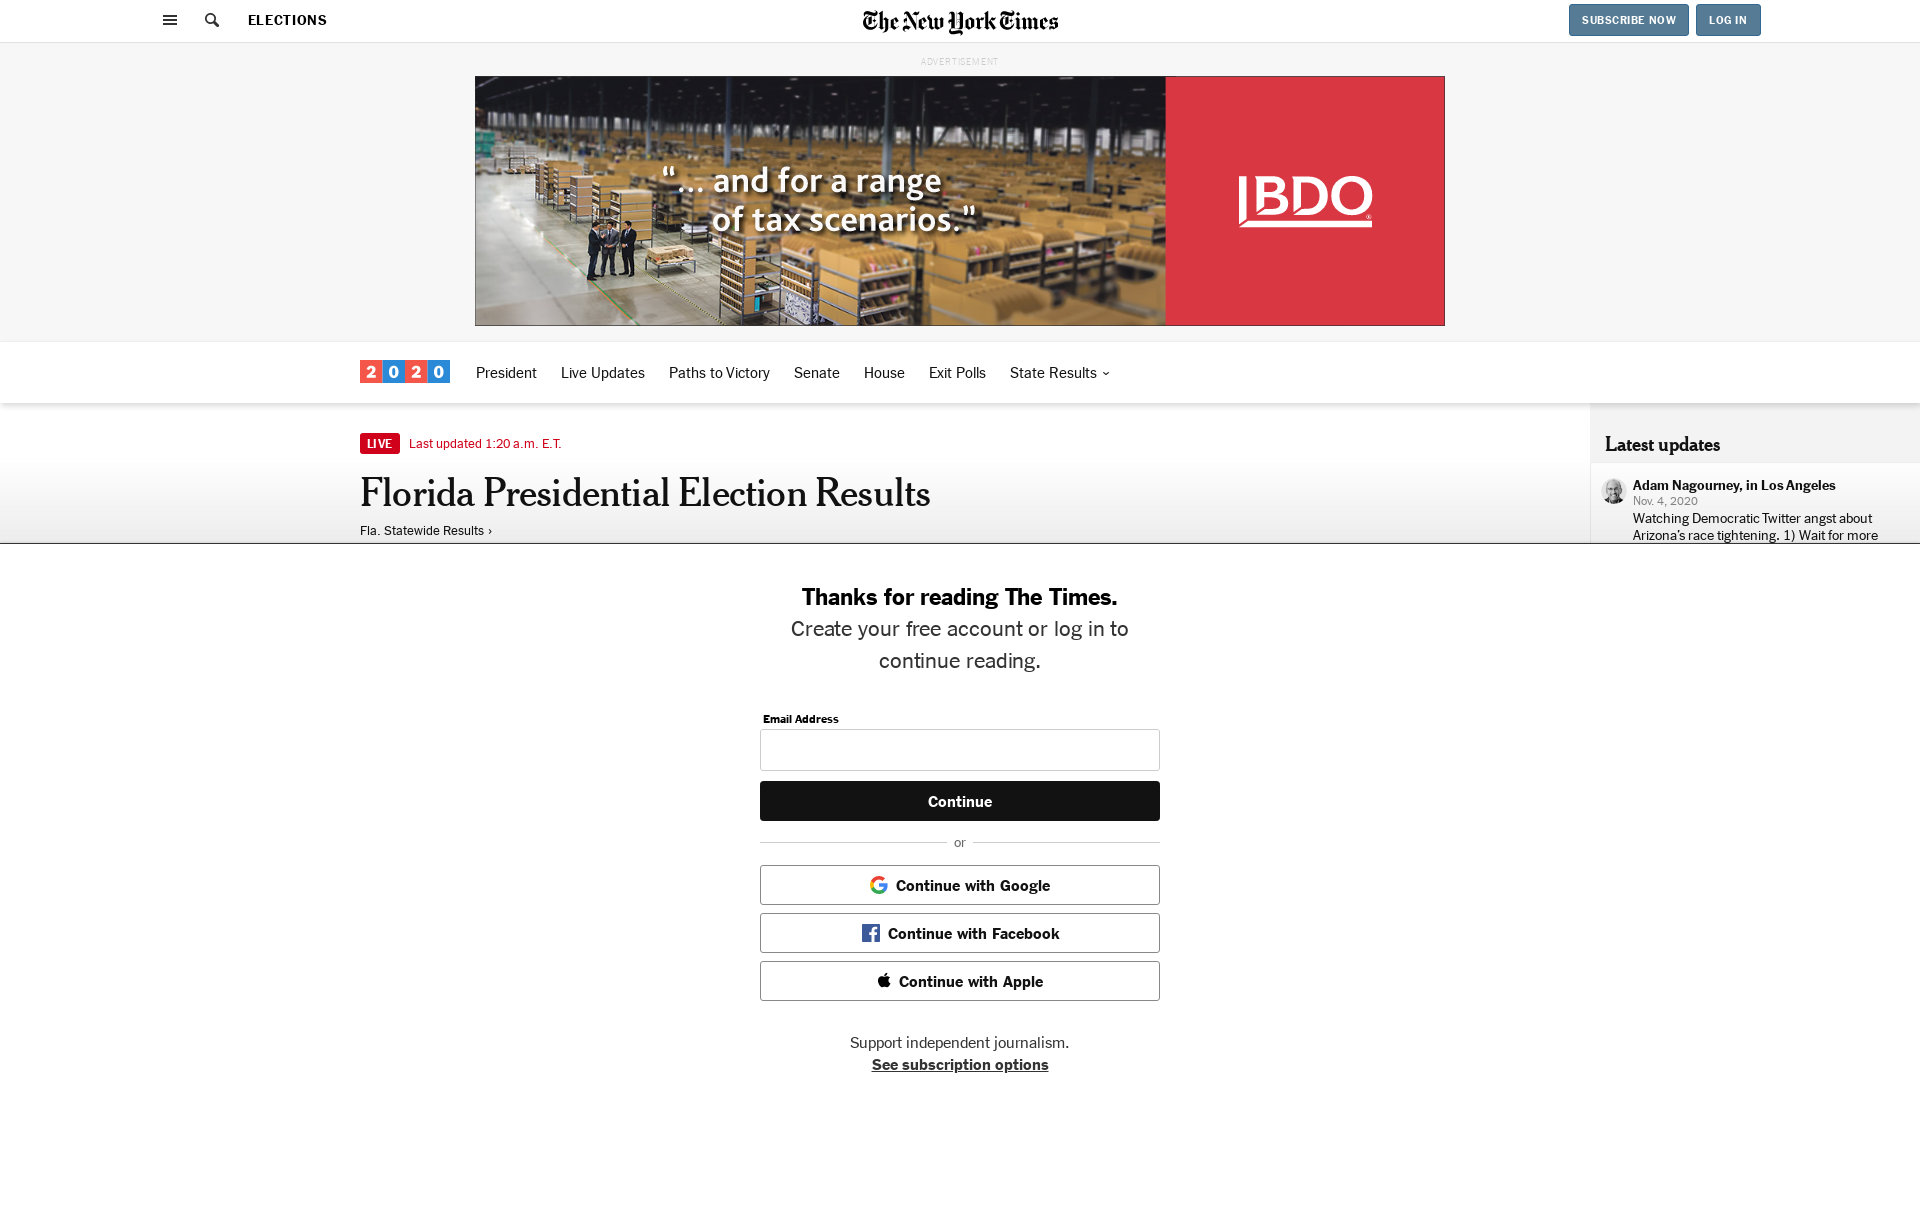 ELECTIONS
The New York Times
SUBSCRIBE NOW
LOG IN
ADVERTISEMENT
“... and for a range
of tax scenarios.”
BDO
®
2020
President
Live Updates
Paths to Victory
Senate
House
Exit Polls
State Results
LIVE
Last updated 1:20 a.m. E.T.
Florida Presidential Election Results
Fla. Statewide Results ›
Latest updates
Adam Nagourney, in Los Angeles
Nov. 4, 2020
Watching Democratic Twitter angst about
Arizona’s race tightening. 1) Wait for more
Thanks for reading The Times.
Create your free account or log in to
continue reading.
Email Address
Continue
or
Continue with Google
Continue with Facebook
Continue with Apple
Support independent journalism.
See subscription options